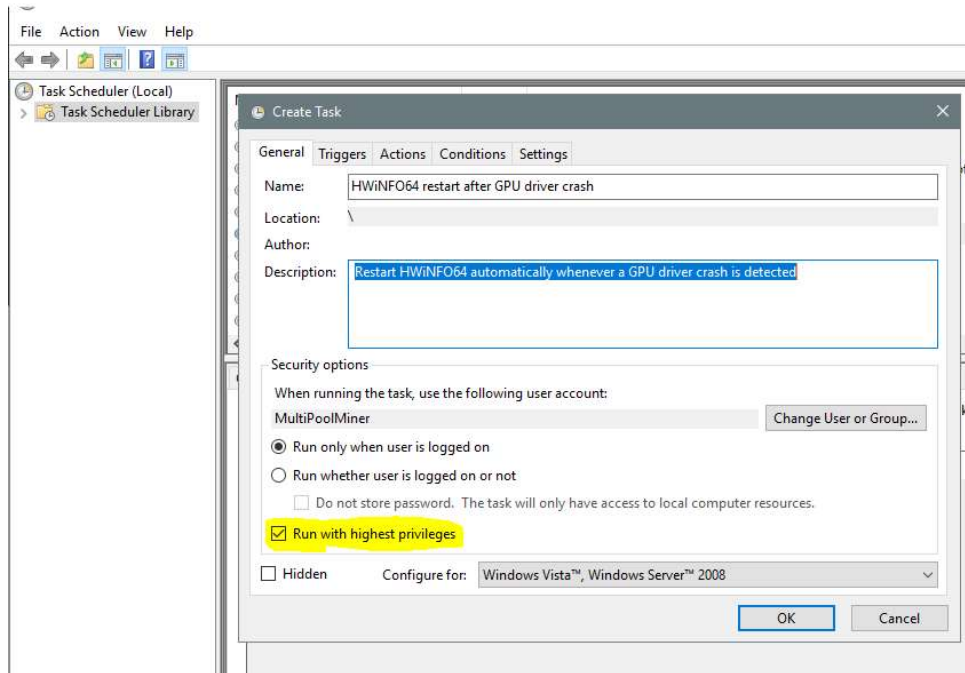 File Action View Help
Task Scheduler (Local)
Task Scheduler Library
Create Task
General Triggers Actions Conditions Settings
Name: HWiNFO64 restart after GPU driver crash
Location: \
Author:
Description: Restart HWiNFO64 automatically whenever a GPU driver crash is detected
Security options
When running the task, use the following user account:
MultiPoolMiner Change User or Group...
Run only when user is logged on
Run whether user is logged on or not
Do not store password. The task will only have access to local computer resources.
Run with highest privileges
Hidden Configure for: Windows Vista™, Windows Server™ 2008
OK Cancel